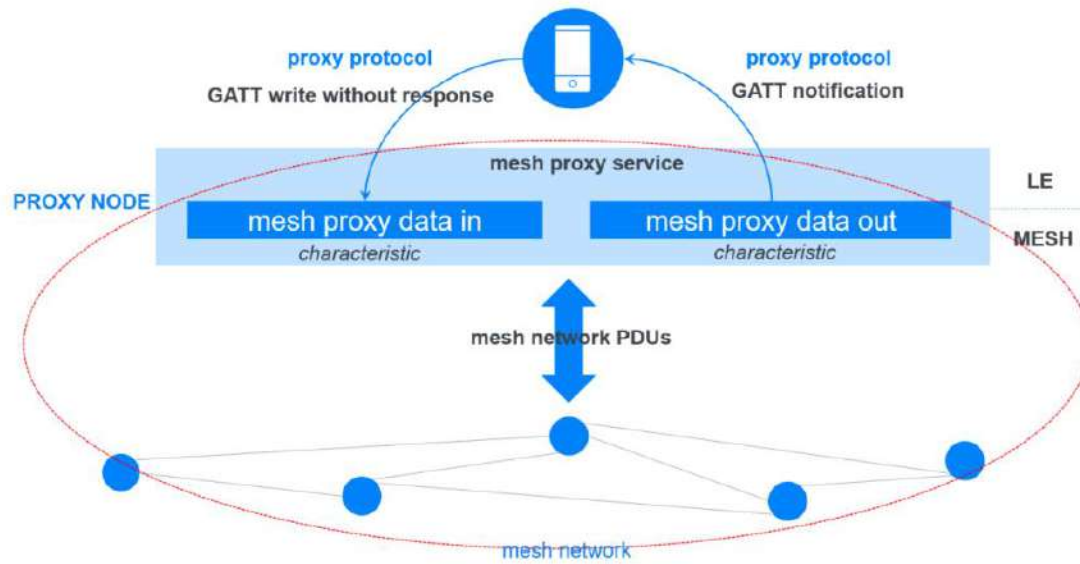 proxy protocol
GATT write without response
proxy protocol
GATT notification
mesh proxy service
PROXY NODE
mesh proxy data in
characteristic
mesh proxy data out
characteristic
LE
MESH
mesh network PDUs
mesh network